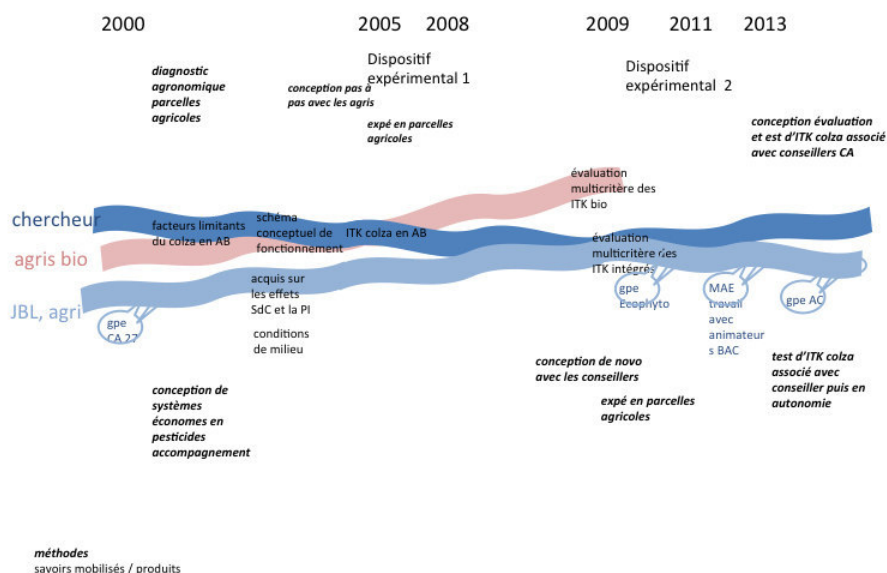 2000 2005 2008 2009 2011 2013
Dispositif
expérimental 1
Dispositif
expérimental 2
diagnostic
agronomique
parcelles
agricoles
conception pas à
pas avec les agris
expé en parcelles
agricoles
conception évaluation
et est d'ITK colza associé
avec conseillers CA
évaluation
multicritère des
ITK bio
chercheur
facteurs limitants
du colza en AB
schéma
conceptuel de
fonctionnement
ITK colza en AB
agris bio
évaluation
multicritère des
ITK intégrés
JBL, agri
acquis sur
les effets
SdC et la PI
conditions
de milieu
gpe
CA 27
gpe
Ecophyto
MAE
travail
avec
animateur
s BAC
gpe AC
conception de
systèmes
économes en
pesticides
accompagnement
conception de novo
avec les conseillers
expé en parcelles
agricoles
test d'ITK colza
associé avec
conseiller puis en
autonomie
méthodes
savoirs mobilisés / produits